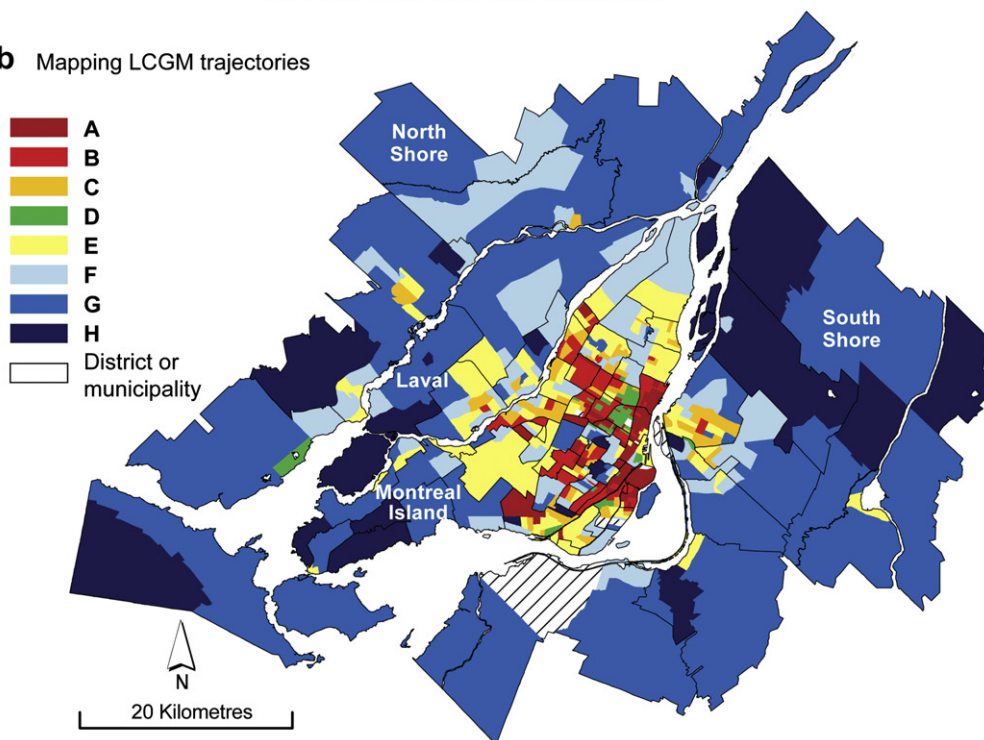 b Mapping LCGM trajectories
A
B
C
D
E
F
G
H
District or
municipality
North
Shore
South
Shore
Laval
Montreal
Island
N
20 Kilometres